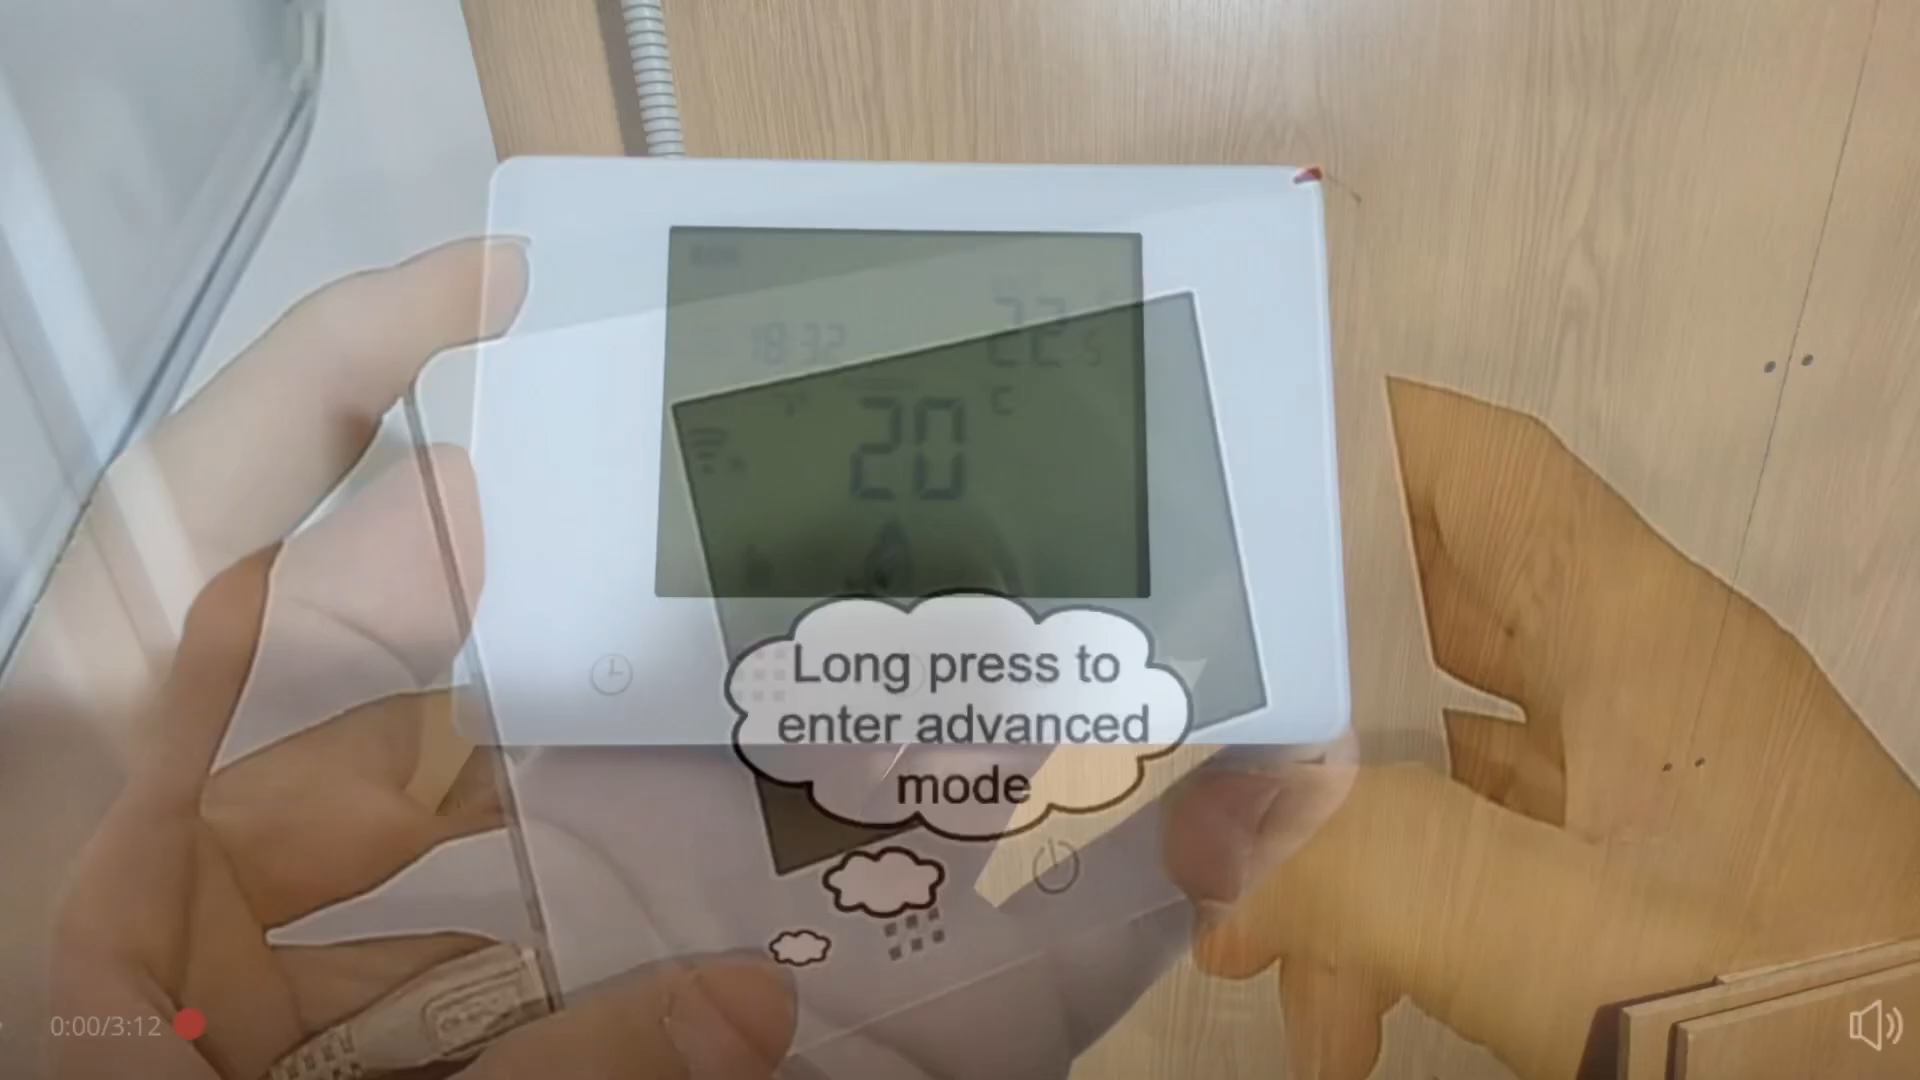 18:32
22.5
20
C
Long press to
enter advanced
mode
0:00/3:12